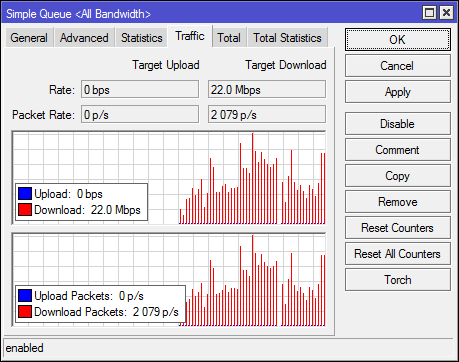 Simple Queue <All Bandwidth>
General Advanced Statistics Traffic Total Total Statistics
Target Upload Target Download
Rate: 0 bps 22.0 Mbps
Packet Rate: 0 p/s 2 079 p/s
Upload: 0 bps
Download: 22.0 Mbps
Upload Packets: 0 p/s
Download Packets: 2 079 p/s
OK
Cancel
Apply
Disable
Comment
Copy
Remove
Reset Counters
Reset All Counters
Torch
enabled